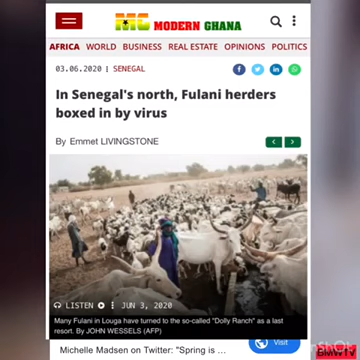 MG MODERN GHANA
AFRICA WORLD BUSINESS REAL ESTATE OPINIONS POLITICS
03.06.2020 | SENEGAL
In Senegal's north, Fulani herders
boxed in by virus
By Emmet LIVINGSTONE
LISTEN JUN 3, 2020
Many Fulani in Louga have turned to the so-called "Dolly Ranch" as a last
resort. By JOHN WESSELS (AFP)
Visit
Michelle Madsen on Twitter: "Spring is ...
BMWTV